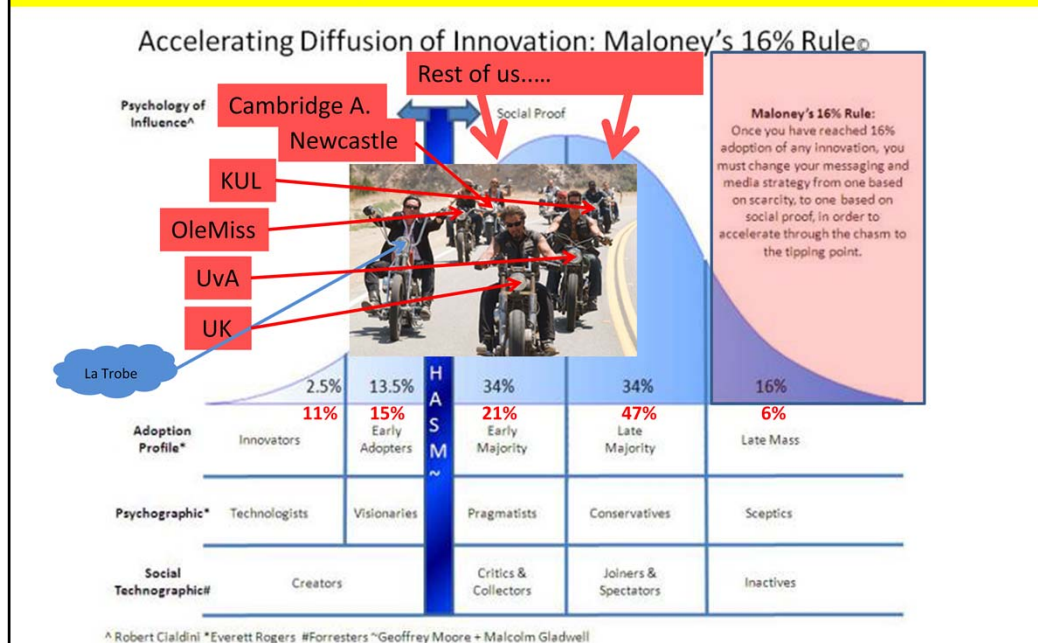 Accelerating Diffusion of Innovation: Maloney's 16% Rule©
Rest of us.....
Psychology of
Influence^
Cambridge A.
Social Proof
Newcastle
KUL
OleMiss
UvA
UK
La Trobe
Maloney's 16% Rule:
Once you have reached 16%
adoption of any innovation, you
must change your messaging and
media strategy from one based
on scarcity, to one based on
social proof, in order to
accelerate through the chasm to
the tipping point.
H
A
S
M
~
2.5% 13.5% 34% 34% 16%
11% 15% 21% 47% 6%
Adoption
Profile*
Innovators
Early
Adopters
Early
Majority
Late
Majority
Late Mass
Psychographic* Technologists Visionaries Pragmatists Conservatives Sceptics
Social
Technographic#
Creators
Critics &
Collectors
Joiners &
Spectators
Inactives
^ Robert Cialdini *Everett Rogers #Forresters ~Geoffrey Moore + Malcolm Gladwell